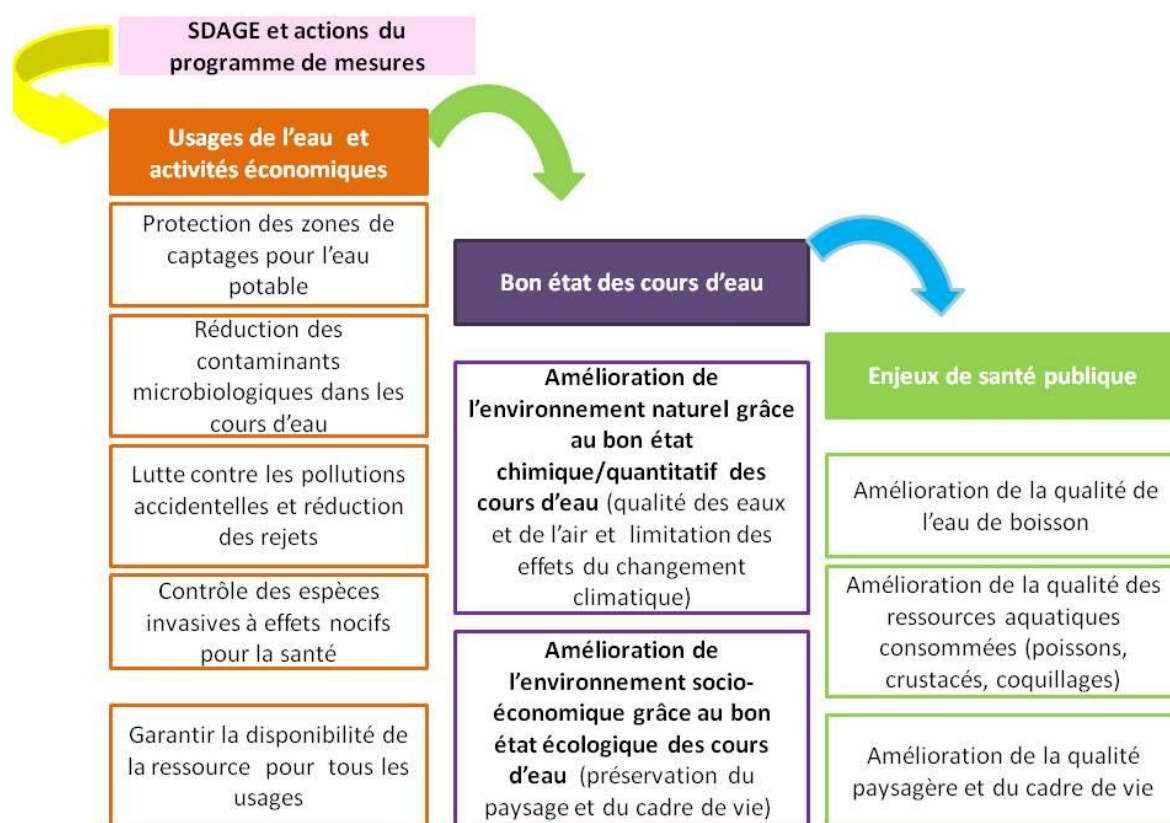 SDAGE et actions du
programme de mesures
Usages de l'eau et
activités économiques
Protection des zones de
captages pour l'eau
potable
Réduction des
contaminants
microbiologiques dans les
cours d'eau
Lutte contre les pollutions
accidentelles et réduction
des rejets
Contrôle des espèces
invasives à effets nocifs
pour la santé
Garantir la disponibilité de
la ressource pour tous les
usages
Bon état des cours d'eau
Amélioration de
l'environnement naturel grâce
au bon état
chimique/quantitatif des
cours d'eau (qualité des eaux
et de l'air et limitation des
effets du changement
climatique)
Amélioration de
l'environnement socio-
économique grâce au bon
état écologique des cours
d'eau (préservation du
paysage et du cadre de vie)
Enjeux de santé publique
Amélioration de la qualité de
l'eau de boisson
Amélioration de la qualité des
ressources aquatiques
consommées (poissons,
crustacés, coquillages)
Amélioration de la qualité
paysagère et du cadre de vie